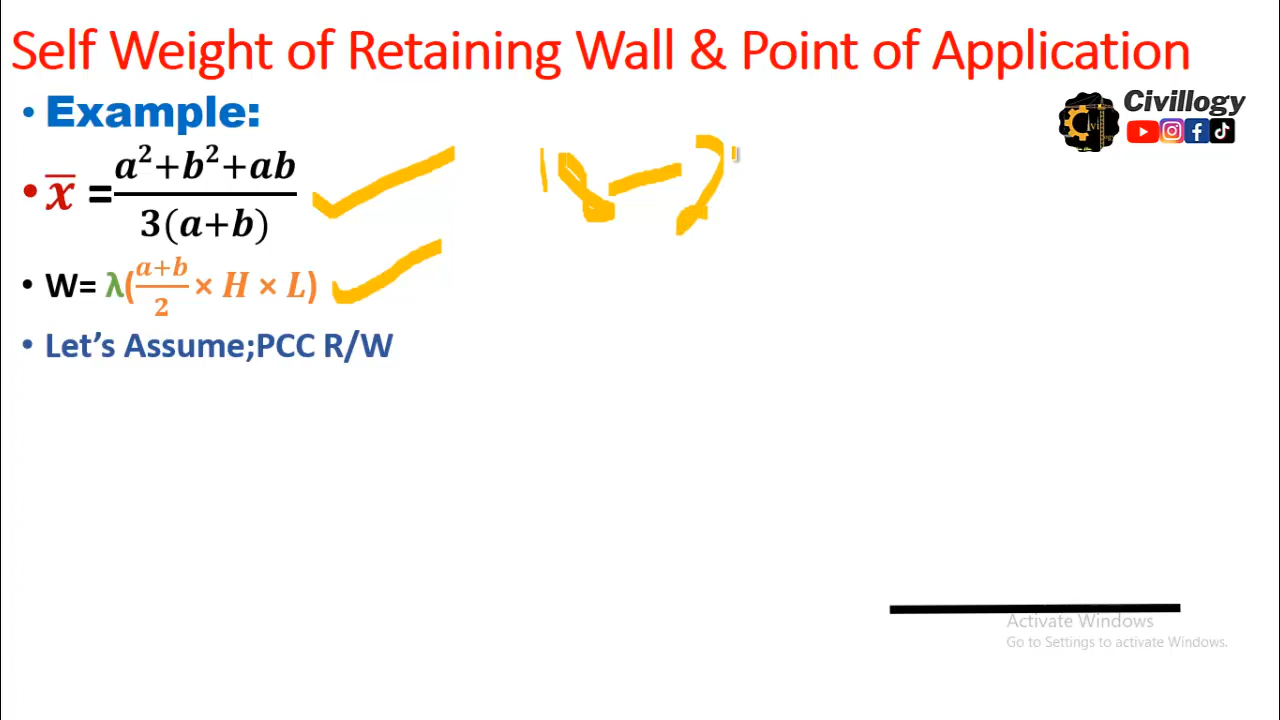 Self Weight of Retaining Wall & Point of Application
Civillogy
• Example:
• x̅ = (a²+b²+ab)/(3(a+b))
• W= λ((a+b)/2 × H × L)
• Let’s Assume;PCC R/W
Activate Windows
Go to Settings to activate Windows.